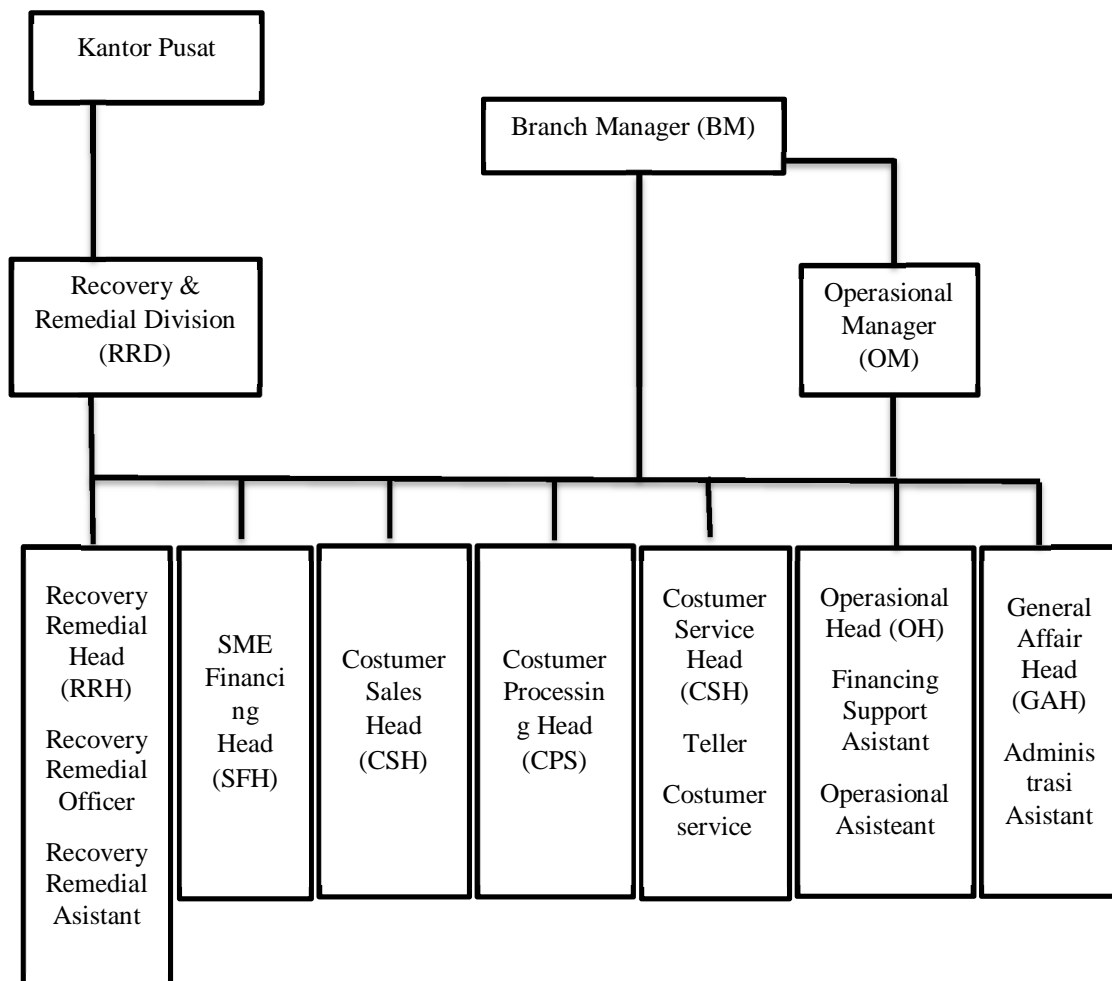 Kantor Pusat
Branch Manager (BM)
Recovery &
Remedial Division
(RRD)
Operasional
Manager
(OM)
Recovery
Remedial
Head
(RRH)
Recovery
Remedial
Officer
Recovery
Remedial
Asistant
SME
Financi
ng
Head
(SFH)
Costumer
Sales
Head
(CSH)
Costumer
Processin
g Head
(CPS)
Costumer
Service
Head
(CSH)
Teller
Costumer
service
Operasional
Head (OH)
Financing
Support
Asistant
Operasional
Asisteant
General
Affair
Head
(GAH)
Adminis
trasi
Asistant